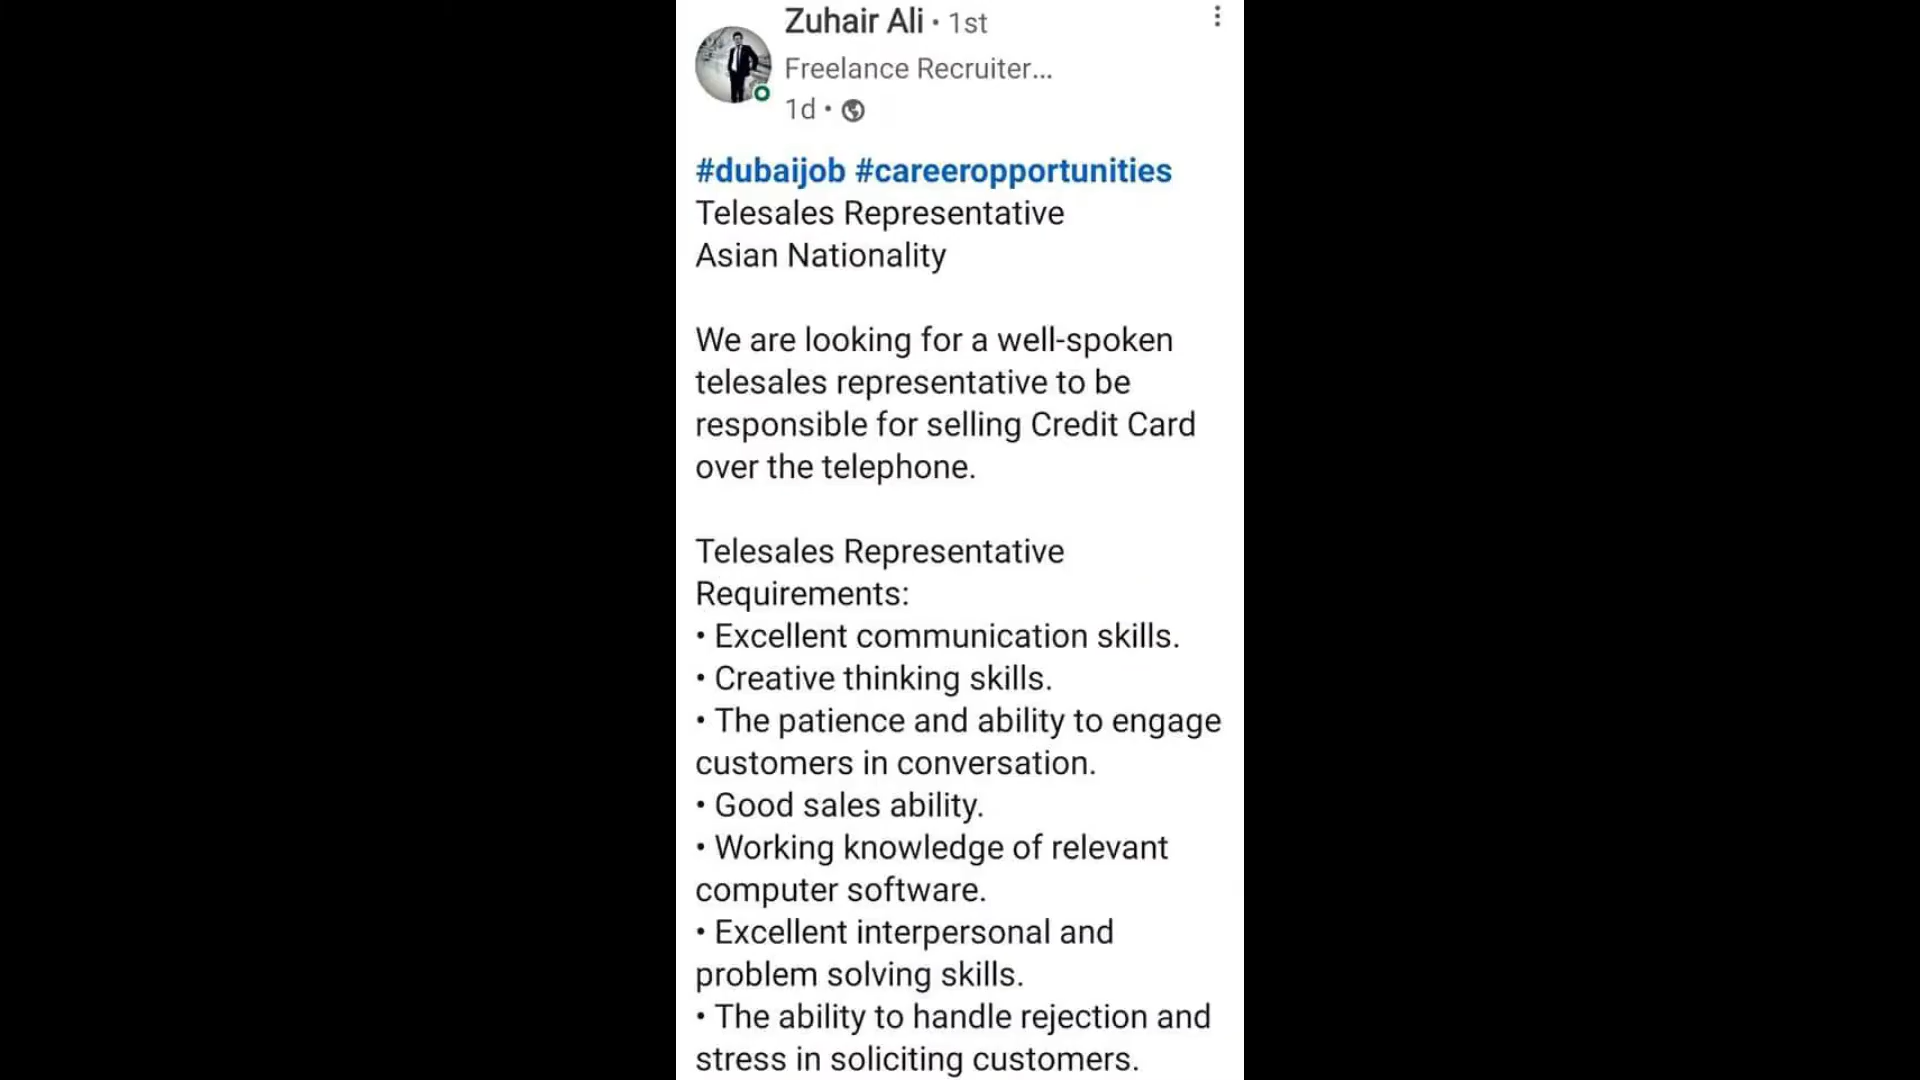 Zuhair Ali • 1st
Freelance Recruiter...
1d •
#dubaijob #careeropportunities
Telesales Representative
Asian Nationality
We are looking for a well-spoken
telesales representative to be
responsible for selling Credit Card
over the telephone.
Telesales Representative
Requirements:
• Excellent communication skills.
• Creative thinking skills.
• The patience and ability to engage
customers in conversation.
• Good sales ability.
• Working knowledge of relevant
computer software.
• Excellent interpersonal and
problem solving skills.
• The ability to handle rejection and
stress in soliciting customers.